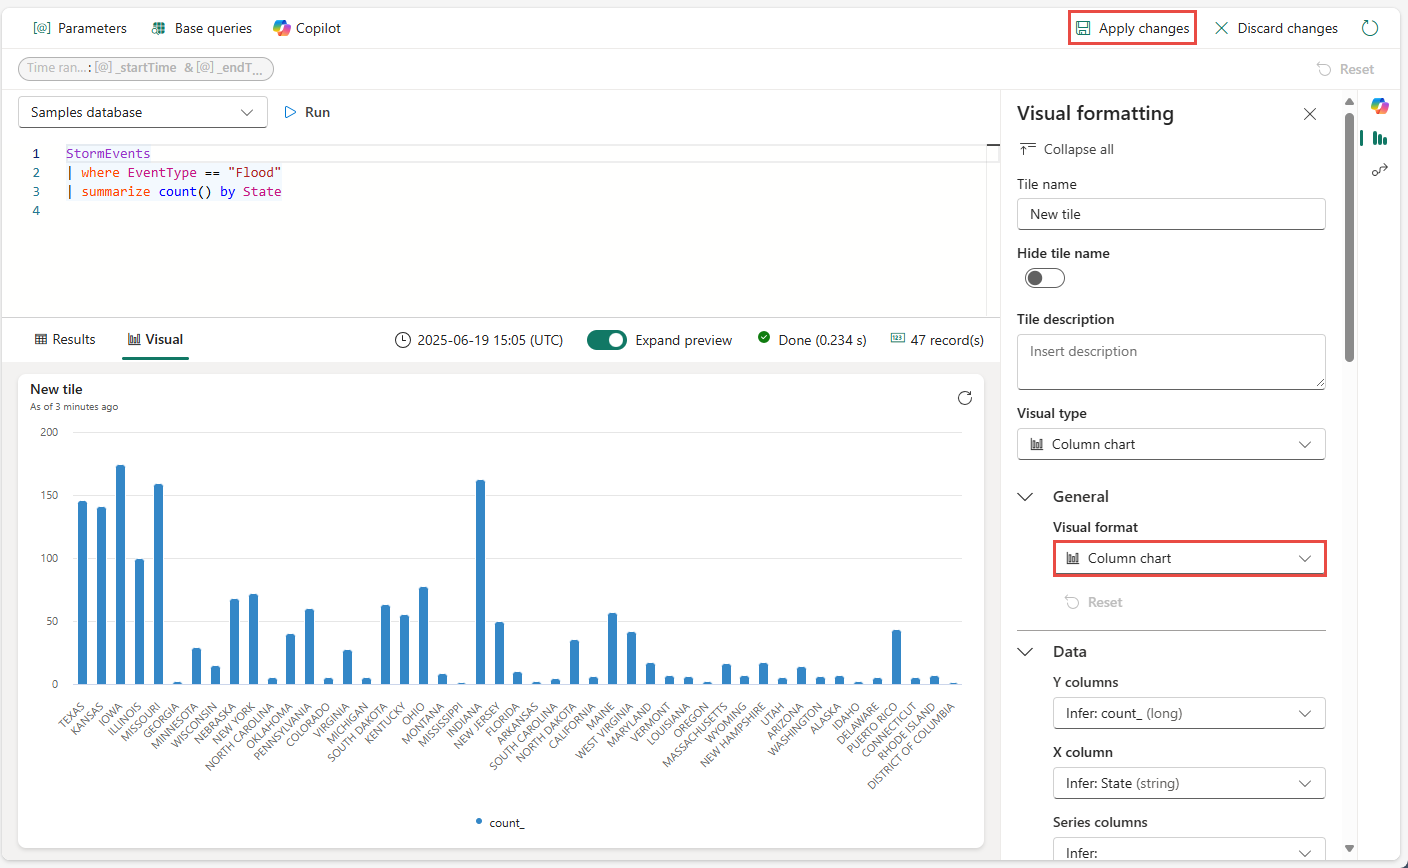 Parameters Base queries Copilot Apply changes Discard changes
Time ran...: [@] _startTime & [@] _endT... Reset
Samples database Run
1 StormEvents
2 | where EventType == "Flood"
3 | summarize count() by State
4
Results Visual 2025-06-19 15:05 (UTC) Expand preview Done (0.234 s) 47 record(s)
New tile
As of 3 minutes ago
200
150
100
50
0
TEXAS
KANSAS
IOWA
ILLINOIS
MISSOURI
GEORGIA
MINNESOTA
WISCONSIN
NEBRASKA
NEW YORK
NORTH CAROLINA
OKLAHOMA
PENNSYLVANIA
COLORADO
VIRGINIA
MICHIGAN
SOUTH DAKOTA
KENTUCKY
OHIO
MONTANA
MISSISSIPPI
INDIANA
NEW JERSEY
FLORIDA
ARKANSAS
SOUTH CAROLINA
NORTH DAKOTA
CALIFORNIA
MAINE
WEST VIRGINIA
MARYLAND
VERMONT
LOUISIANA
OREGON
MASSACHUSETTS
WYOMING
NEW HAMPSHIRE
UTAH
ARIZONA
WASHINGTON
ALASKA
IDAHO
DELAWARE
PUERTO RICO
CONNECTICUT
RHODE ISLAND
DISTRICT OF COLUMBIA
count_
Visual formatting
Collapse all
Tile name
New tile
Hide tile name
Tile description
Insert description
Visual type
Column chart
General
Visual format
Column chart
Reset
Data
Y columns
Infer: count_ (long)
X column
Infer: State (string)
Series columns
Infer: